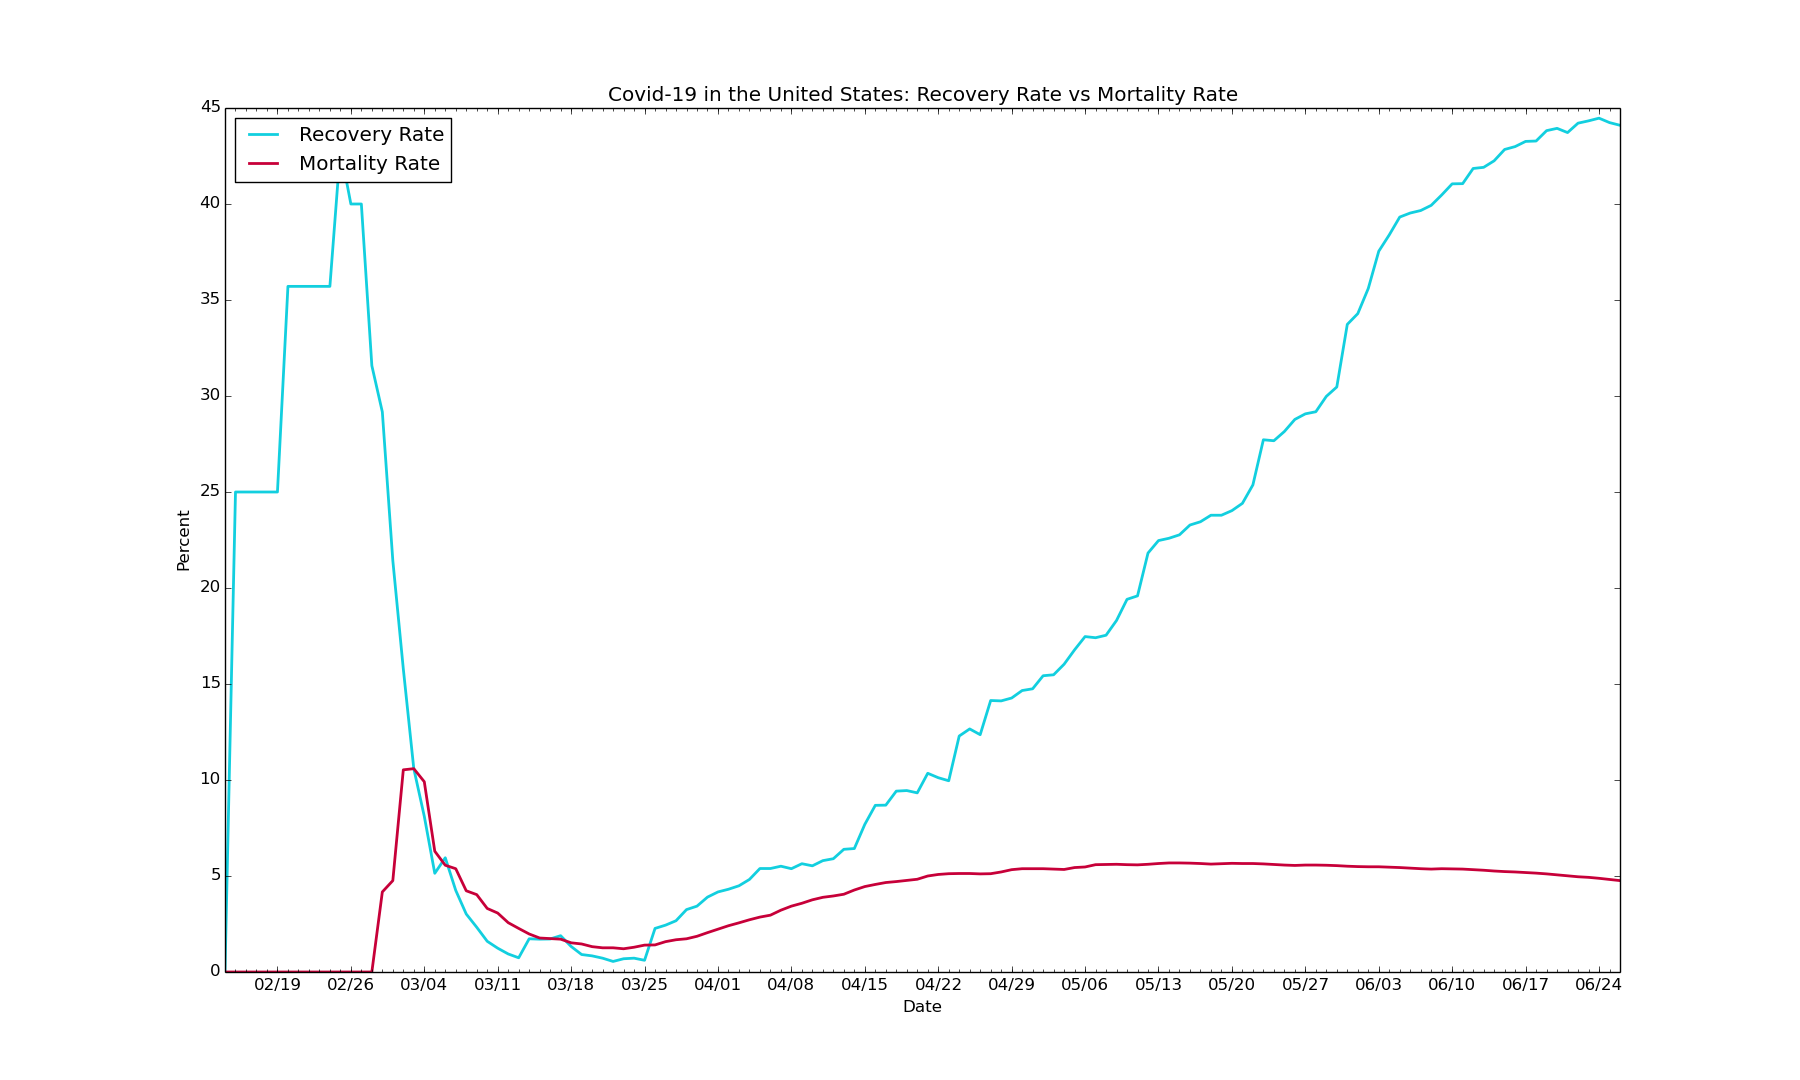 Covid-19 in the United States: Recovery Rate vs Mortality Rate
45
Recovery Rate
Mortality Rate
40
35
30
25
Percent
20
15
10
5
0
02/19 02/26 03/04 03/11 03/18 03/25 04/01 04/08 04/15 04/22 04/29 05/06 05/13 05/20 05/27 06/03 06/10 06/17 06/24
Date